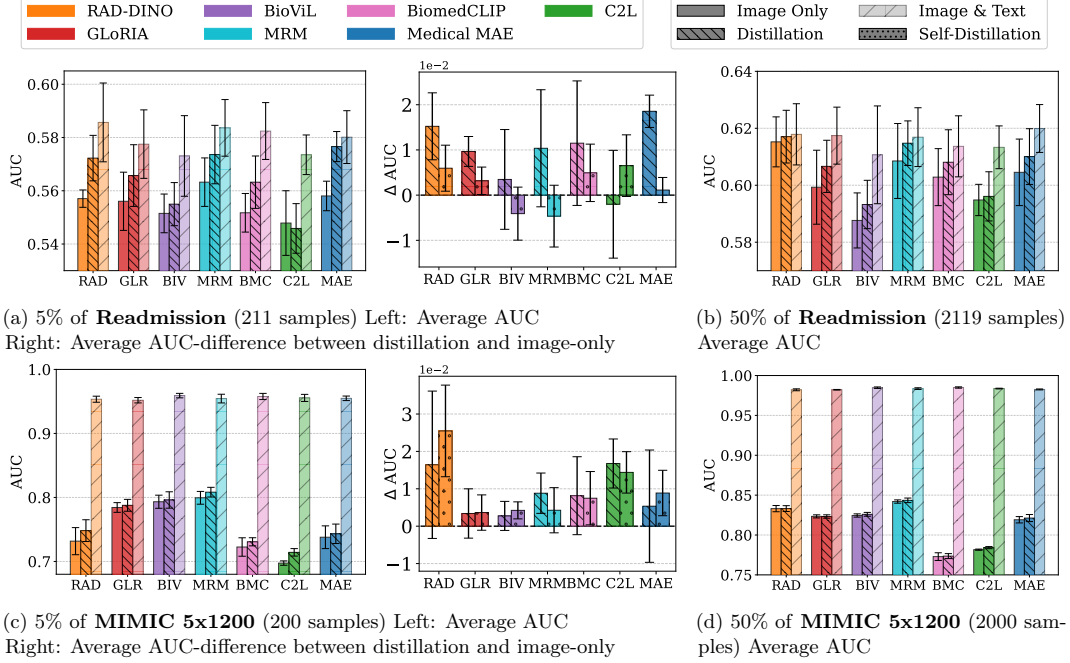 RAD-DINO BioViL BiomedCLIP C2L
GLoRIA MRM Medical MAE
Image Only Image & Text
Distillation Self-Distillation
0.60
0.58
0.56
0.54
AUC
RAD GLR BIV MRM BMC C2L MAE
1e−2
2
1
0
−1
Δ AUC
RAD GLR BIV MRM BMC C2L MAE
0.64
0.62
0.60
0.58
AUC
RAD GLR BIV MRM BMC C2L MAE
(a) 5% of Readmission (211 samples) Left: Average AUC
Right: Average AUC-difference between distillation and image-only
(b) 50% of Readmission (2119 samples)
Average AUC
1.0
0.9
0.8
0.7
AUC
RAD GLR BIV MRM BMC C2L MAE
1e−2
3
2
1
0
−1
Δ AUC
RAD GLR BIV MRM BMC C2L MAE
1.00
0.95
0.90
0.85
0.80
0.75
AUC
RAD GLR BIV MRM BMC C2L MAE
(c) 5% of MIMIC 5x1200 (200 samples) Left: Average AUC
Right: Average AUC-difference between distillation and image-only
(d) 50% of MIMIC 5x1200 (2000 sam-
ples) Average AUC